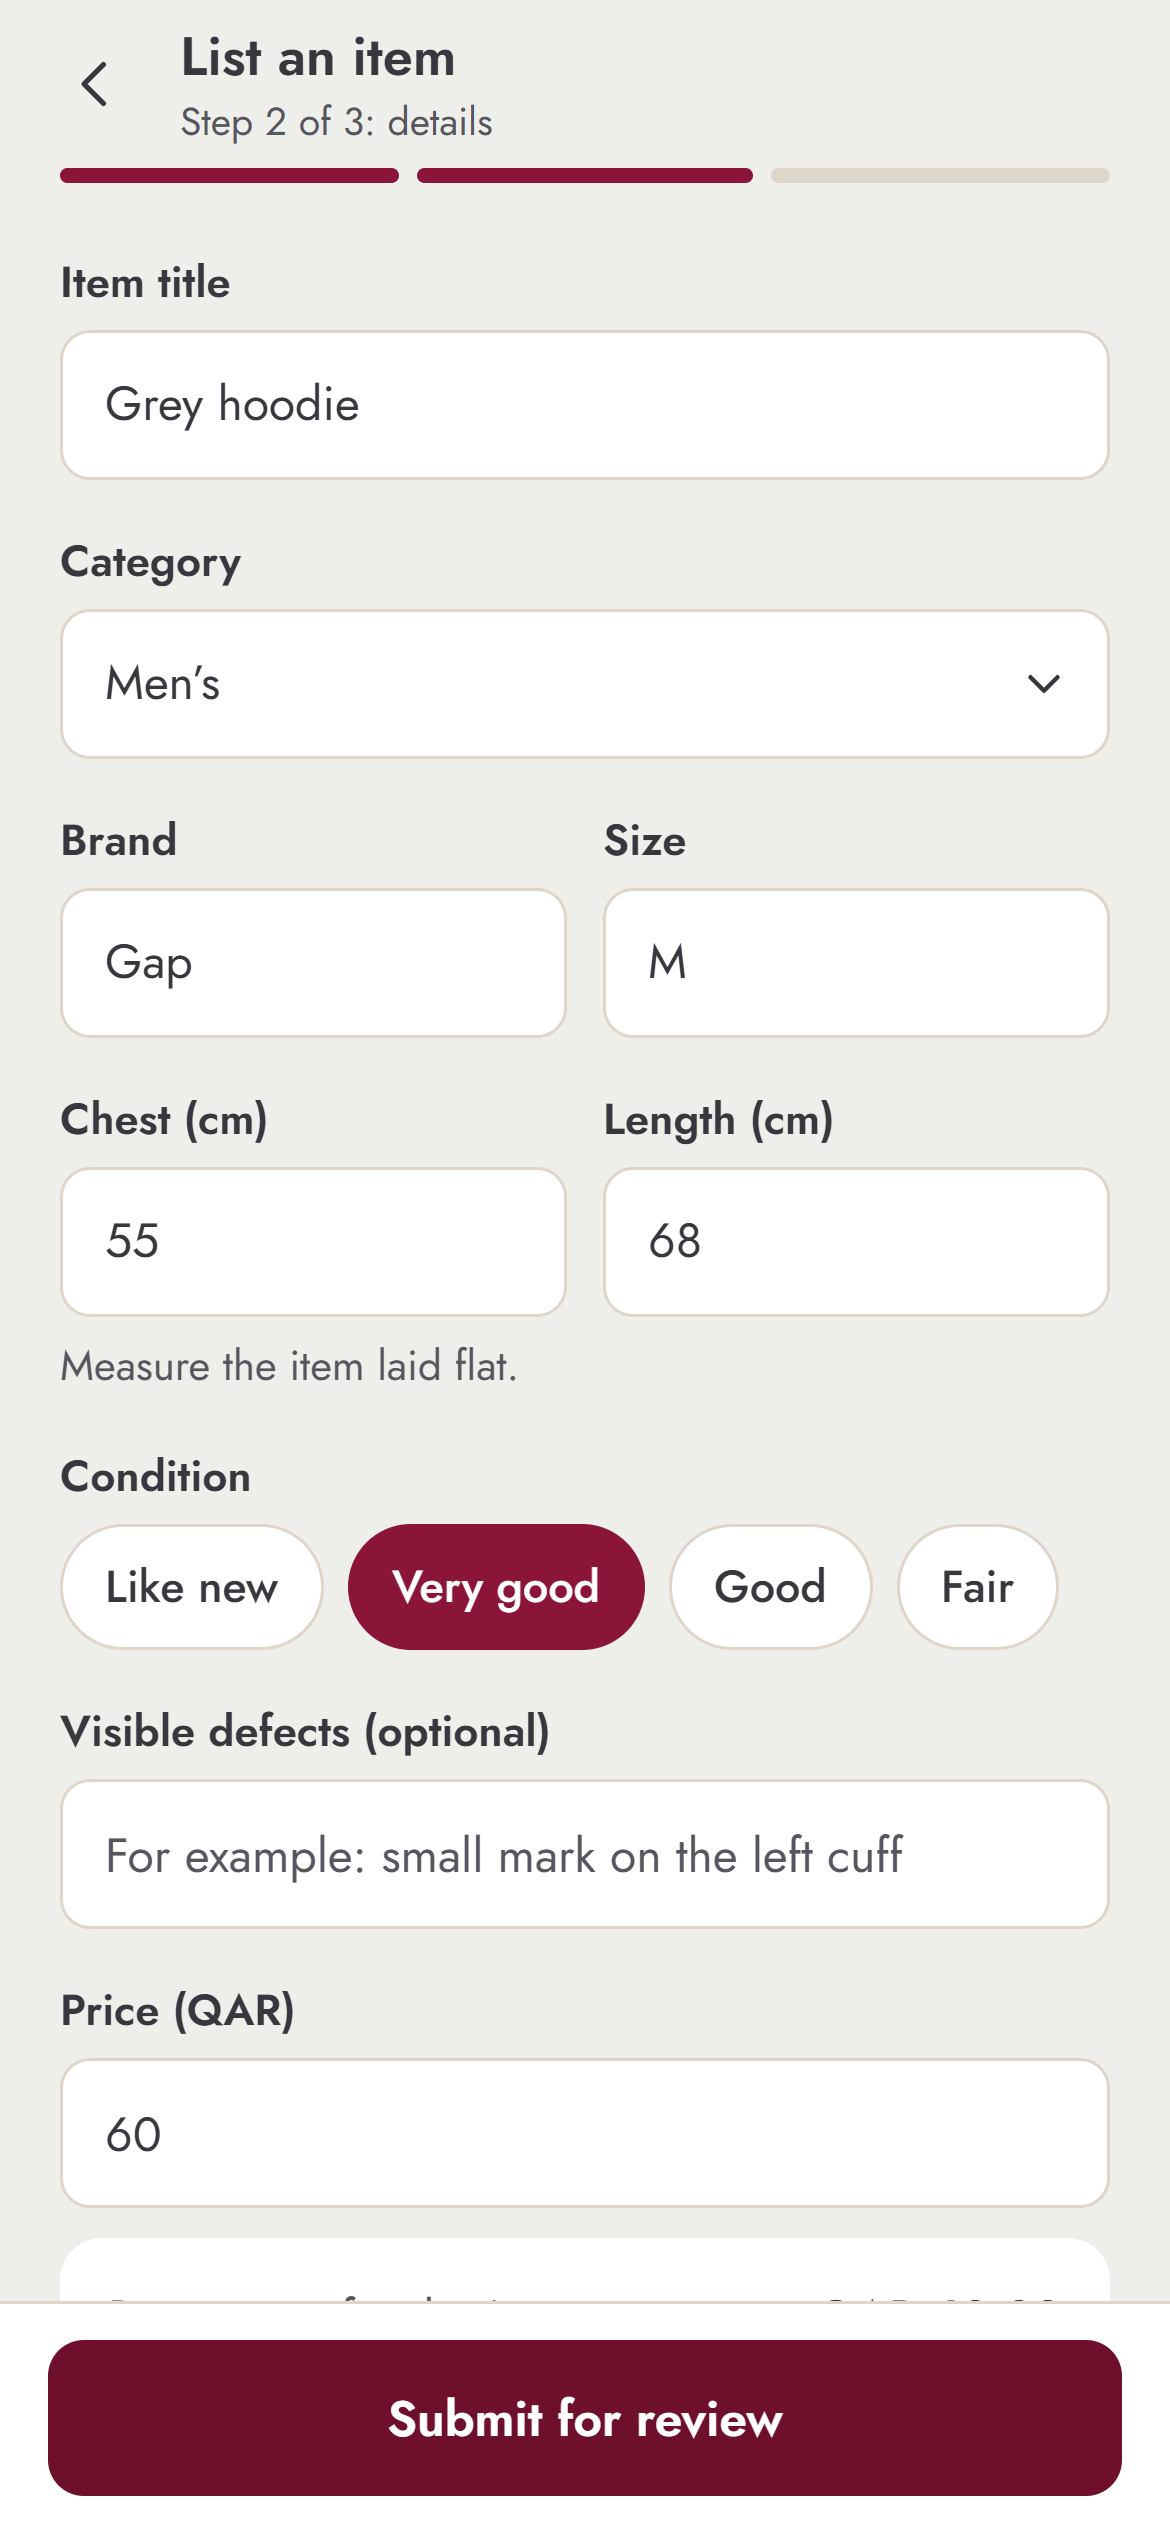 List an item
Step 2 of 3: details
Item title
Grey hoodie
Category
Men’s
Brand
Size
Gap
M
Chest (cm)
Length (cm)
55
68
Measure the item laid flat.
Condition
Like new
Very good
Good
Fair
Visible defects (optional)
For example: small mark on the left cuff
Price (QAR)
60
Submit for review